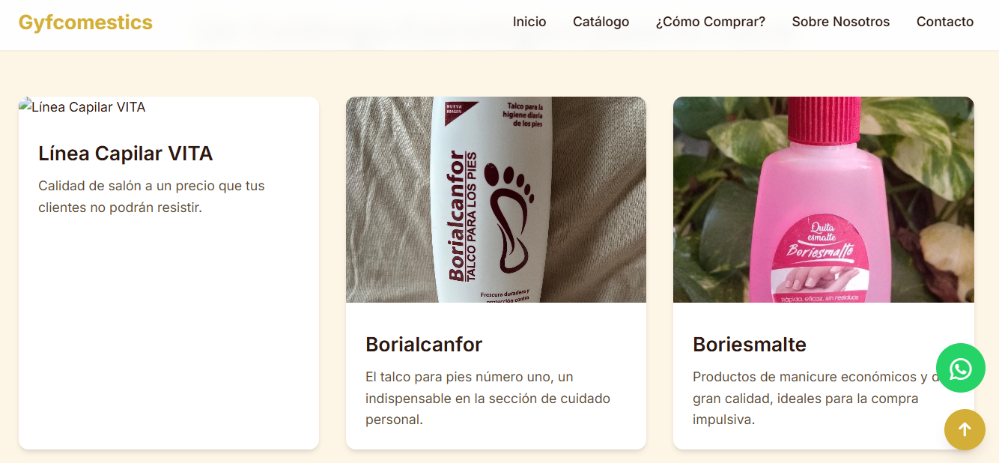 Gyfcomestics
Inicio
Catálogo
¿Cómo Comprar?
Sobre Nosotros
Contacto
Línea Capilar VITA
Línea Capilar VITA
Calidad de salón a un precio que tus
clientes no podrán resistir.
NUEVA
IMAGEN
Talco para la
higiene diaria
de los pies
Borialcanfor
TALCO PARA LOS PIES
Frescura duradera y
protección contra
Borialcanfor
El talco para pies número uno, un
indispensable en la sección de cuidado
personal.
Quita
esmalte
Boriesmalte
Rápida, eficaz, sin residuos
Boriesmalte
Productos de manicure económicos y d
gran calidad, ideales para la compra
impulsiva.